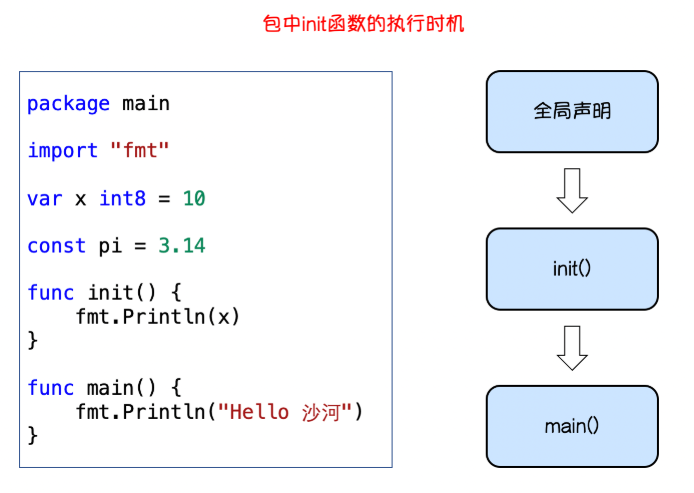 包中init函数的执行时机
package main
import "fmt"
var x int8 = 10
const pi = 3.14
func init() {
    fmt.Println(x)
}
func main() {
    fmt.Println("Hello 沙河")
}
全局声明
init()
main()